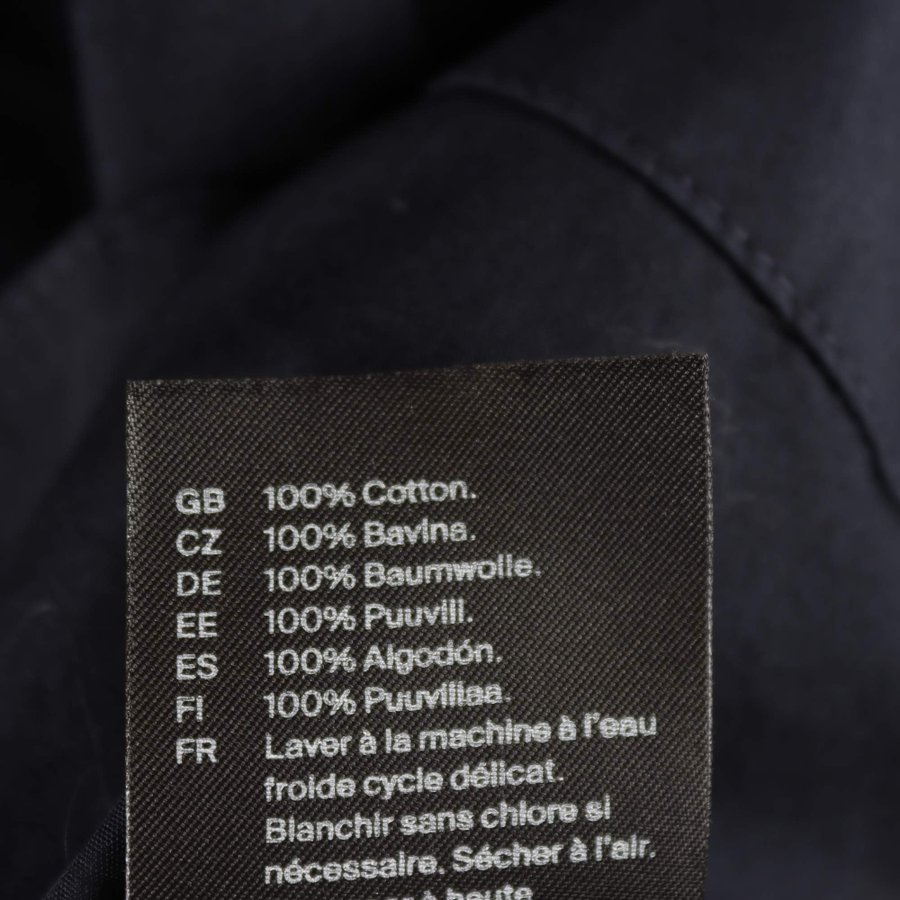 GB 100% Cotton.
CZ 100% Bavlna.
DE 100% Baumwolle.
EE 100% Puuvill.
ES 100% Algodón.
FI 100% Puuvillaa.
FR Laver à la machine à l'eau
froide cycle délicat.
Blanchir sans chlore si
nécessaire. Sécher à l'air.
à haute